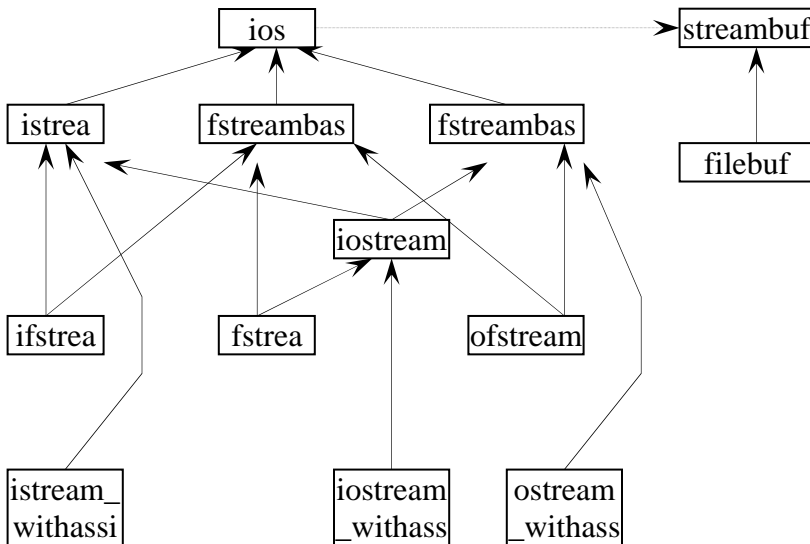 ios
streambuf
istrea
fstreambas
fstreambas
filebuf
iostream
ifstrea
fstrea
ofstream
istream_
withassi
iostream
_withass
ostream
_withass